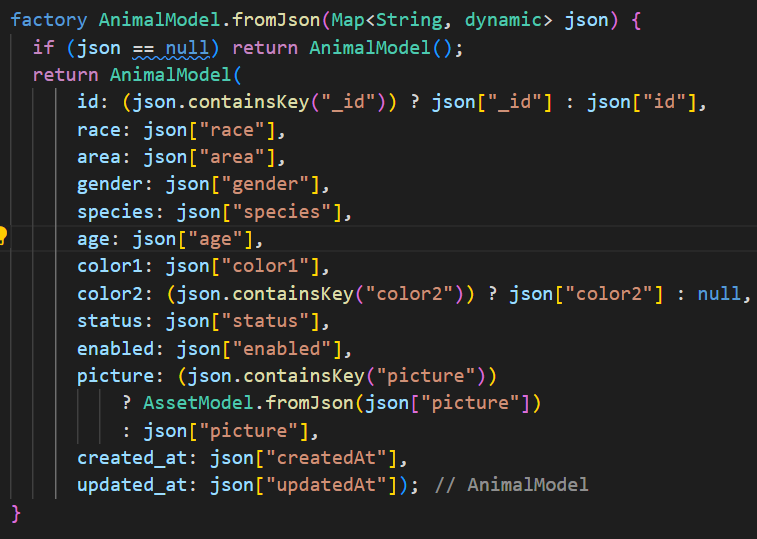 factory AnimalModel.fromJson(Map<String, dynamic> json) {
if (json == null) return AnimalModel();
return AnimalModel(
id: (json.containsKey("_id")) ? json["_id"] : json["id"],
race: json["race"],
area: json["area"],
gender: json["gender"],
species: json["species"],
age: json["age"],
color1: json["color1"],
color2: (json.containsKey("color2")) ? json["color2"] : null,
status: json["status"],
enabled: json["enabled"],
picture: (json.containsKey("picture"))
? AssetModel.fromJson(json["picture"])
: json["picture"],
created_at: json["createdAt"],
updated_at: json["updatedAt"]); // AnimalModel
}